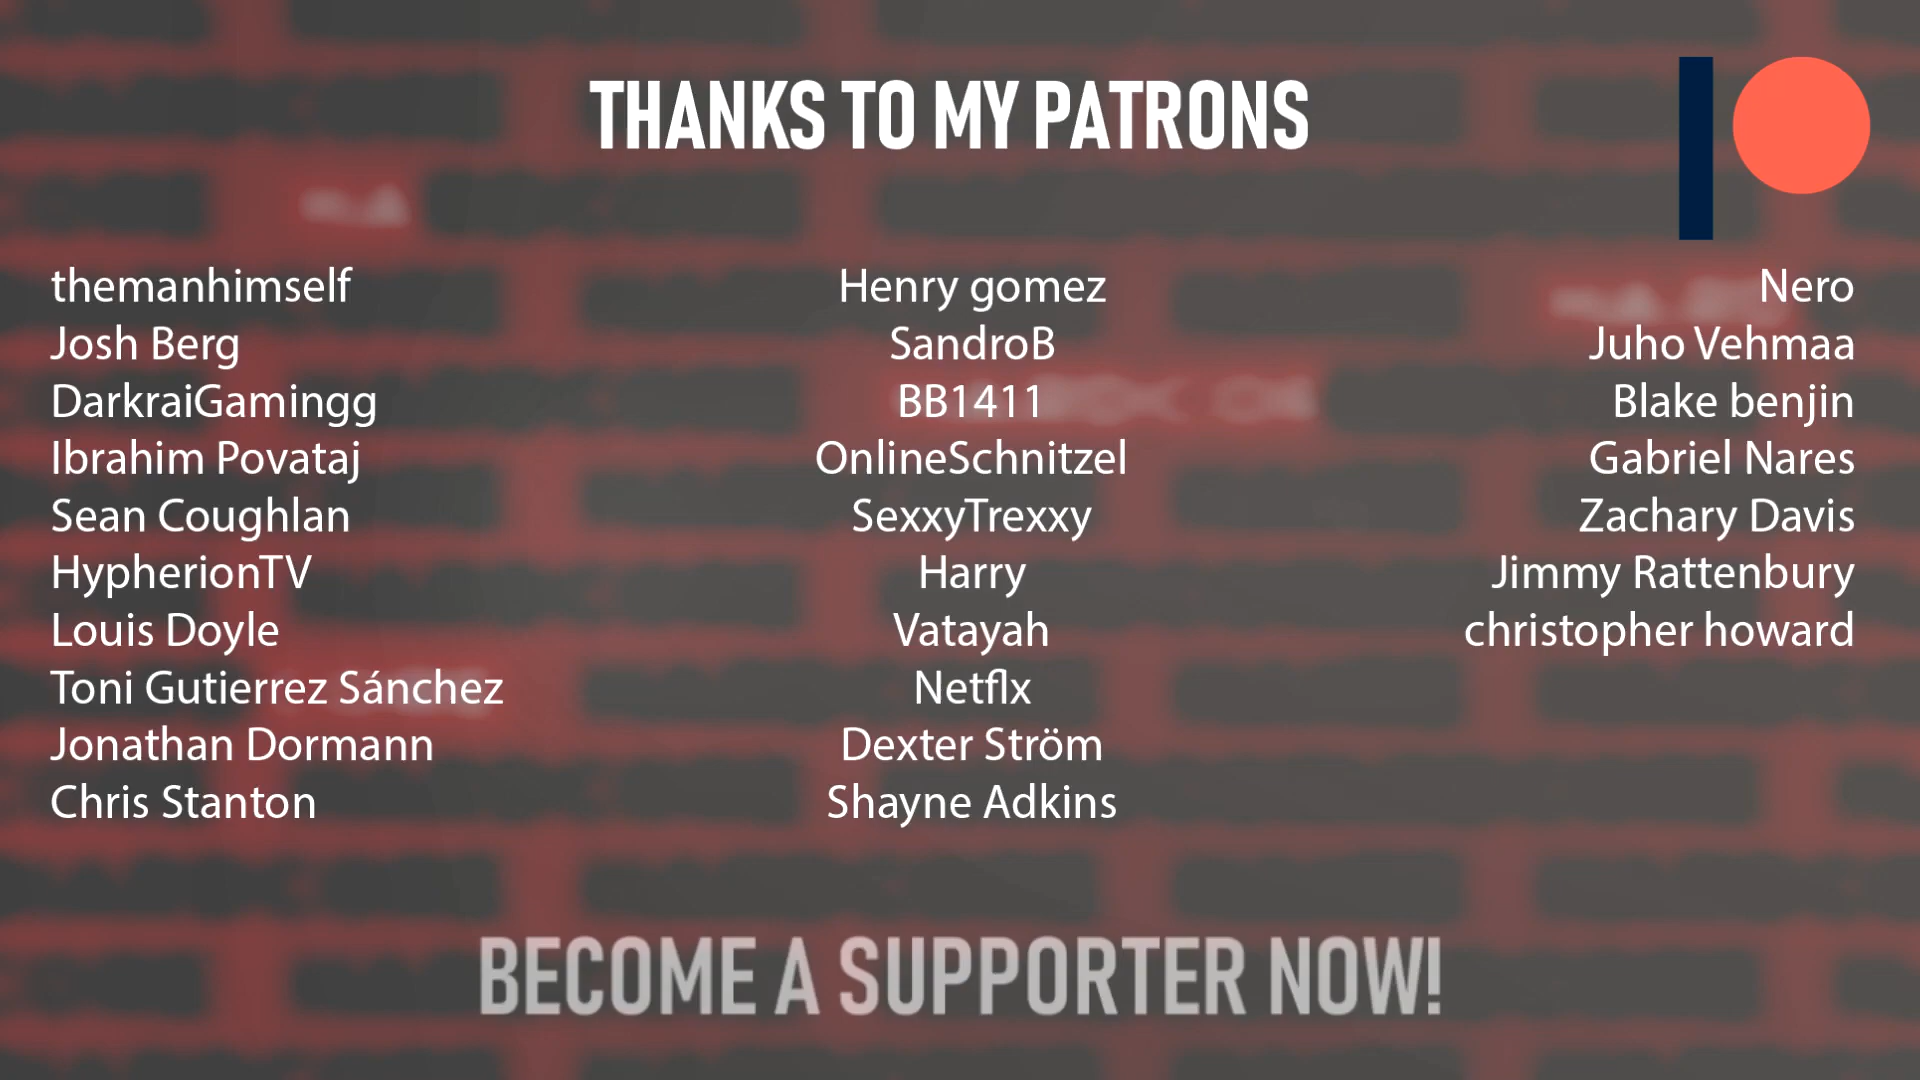 THANKS TO MY PATRONS
themanhimself
Josh Berg
DarkraiGamingg
Ibrahim Povataj
Sean Coughlan
HypherionTV
Louis Doyle
Toni Gutierrez Sánchez
Jonathan Dormann
Chris Stanton
Henry gomez
SandroB
BB1411
OnlineSchnitzel
SexxyTrexxy
Harry
Vatayah
Netflx
Dexter Ström
Shayne Adkins
Nero
Juho Vehmaa
Blake benjin
Gabriel Nares
Zachary Davis
Jimmy Rattenbury
christopher howard
BECOME A SUPPORTER NOW!